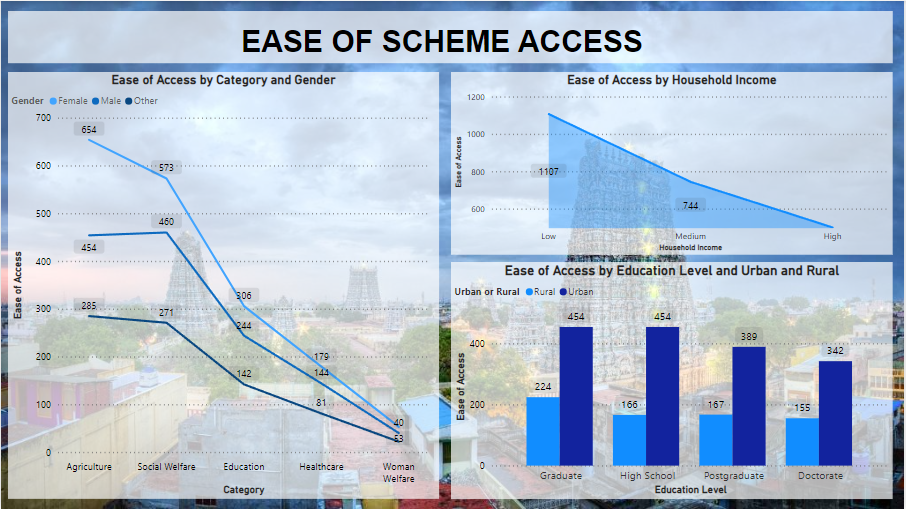 EASE OF SCHEME ACCESS
Ease of Access by Category and Gender
Gender Female Male Other
700
600
500
400
300
200
100
0
Ease of Access
654
573
454
460
285
271
306
244
142
179
144
81
40
53
Agriculture Social Welfare Education Healthcare Woman
Welfare
Category
Ease of Access by Household Income
1200
1000
800
600
Ease of Access
1107
744
Low Medium High
Household Income
Ease of Access by Education Level and Urban and Rural
Urban or Rural Rural Urban
400
200
0
Ease of Access
224
454
166
454
167
389
155
342
Graduate High School Postgraduate Doctorate
Education Level